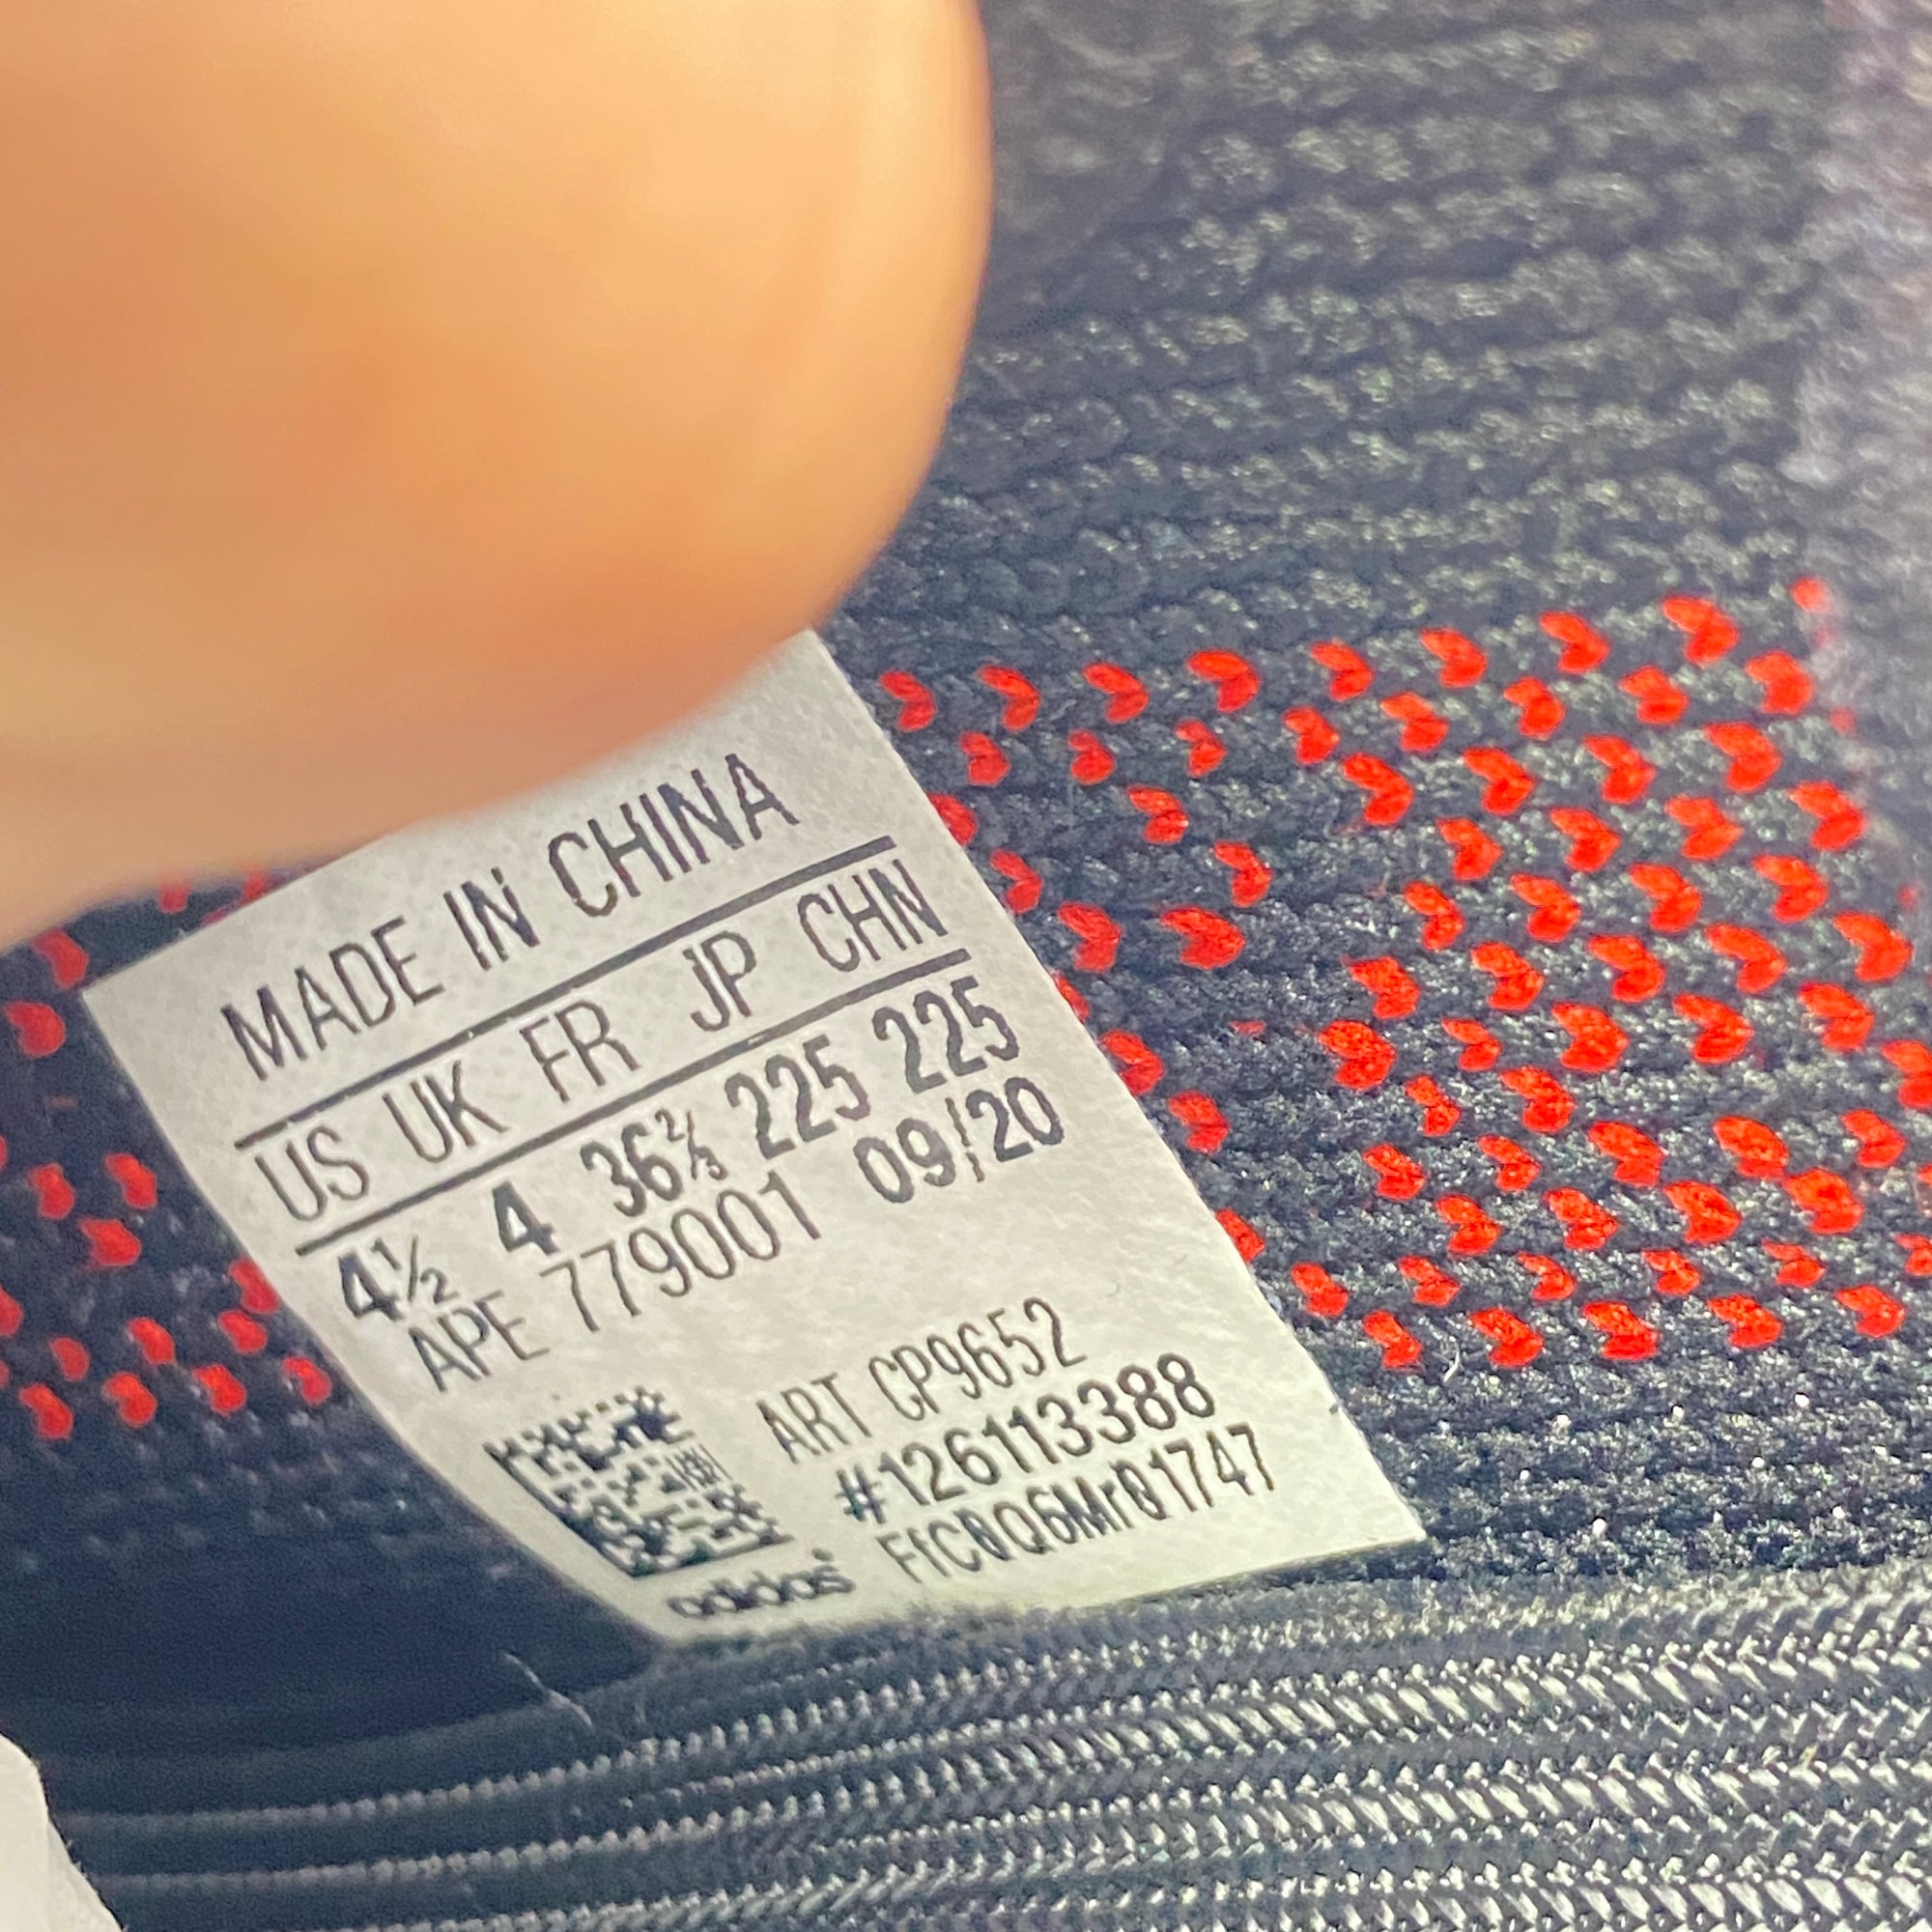 MADE IN CHINA
US UK FR JP CHN
4½ 4 36⅔ 225 225
APE 779001 09/20
ART CP9652
#126113388
FfC0Q6Mr01747
adidas